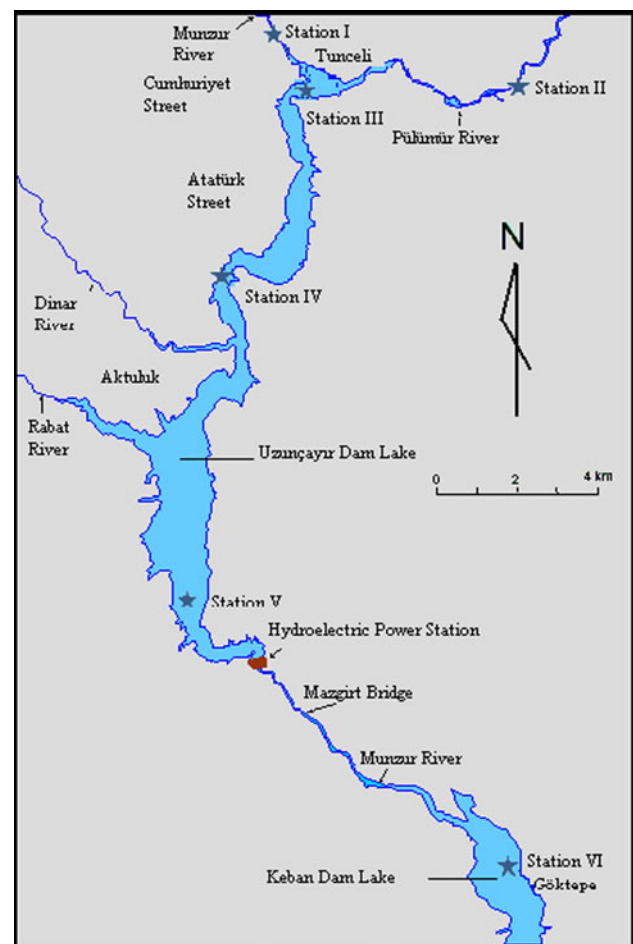 Munzur
River
Station I
Tunceli
Cumhuriyet
Street
Station II
Station III
Pülümür River
Atatürk
Street
N
Station IV
Dinar
River
Aktuluk
Rabat
River
Uzunçayır Dam Lake
0 2 4 km
Station V
Hydroelectric Power Station
Mazgirt Bridge
Munzur River
Station VI
Göktepe
Keban Dam Lake